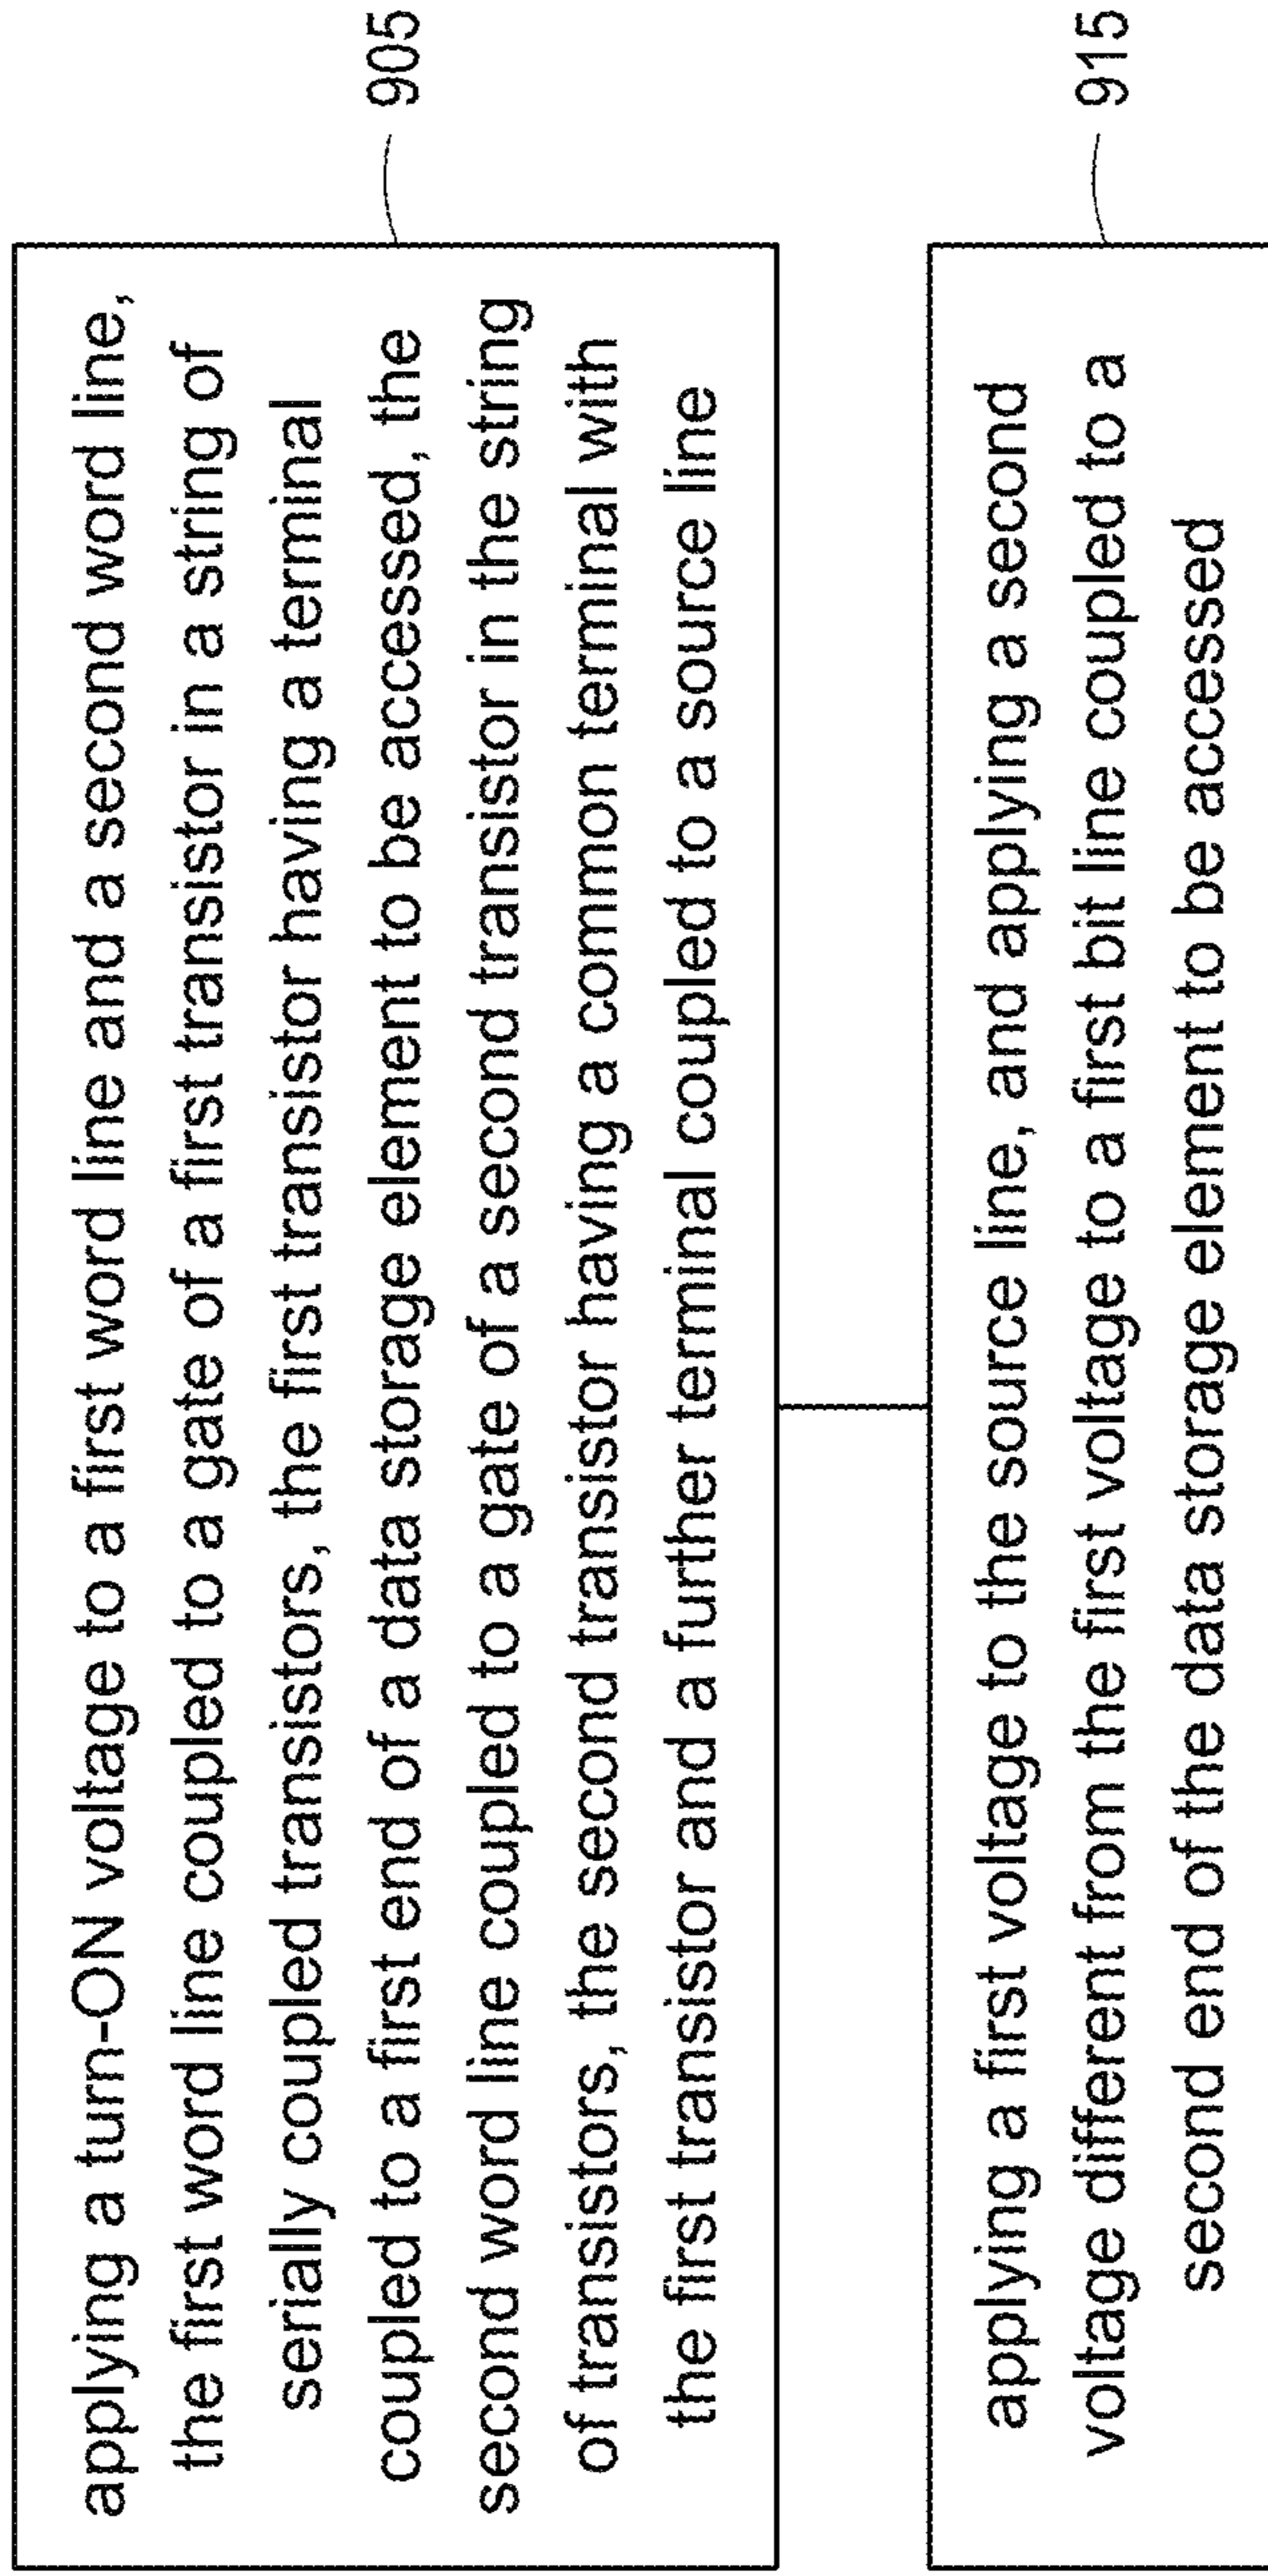 applying a turn-ON voltage to a first word line and a second word line,
the first word line coupled to a gate of a first transistor in a string of
serially coupled transistors, the first transistor having a terminal
coupled to a first end of a data storage element to be accessed, the
second word line coupled to a gate of a second transistor in the string
of transistors, the second transistor having a common terminal with
the first transistor and a further terminal coupled to a source line
905
applying a first voltage to the source line, and applying a second
voltage different from the first voltage to a first bit line coupled to a
second end of the data storage element to be accessed
915